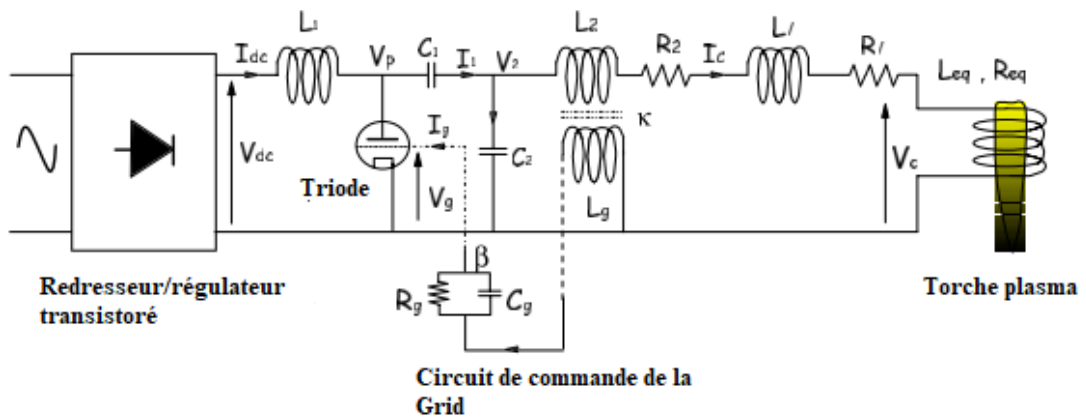 L1
Idc
Vp
C1
I1
V2
L2
R2
Ic
Ll
Rl
Leq , Req
κ
Ig
C2
Vdc
Triode
Vg
Lg
Vc
β
Rg
Cg
Redresseur/régulateur
transistoré
Torche plasma
Circuit de commande de la
Grid